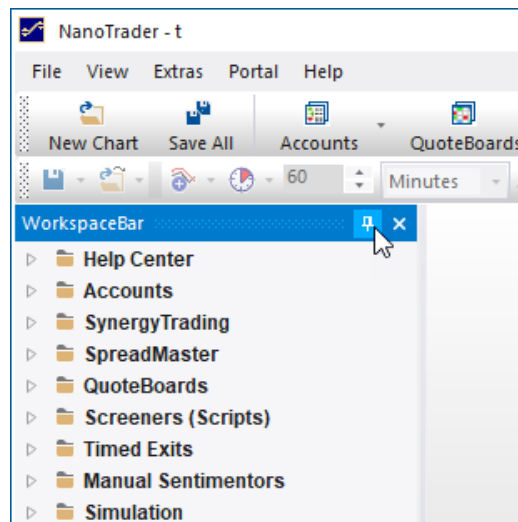 NanoTrader - t
File View Extras Portal Help
New Chart Save All Accounts QuoteBoards
60 Minutes
WorkspaceBar
Help Center
Accounts
SynergyTrading
SpreadMaster
QuoteBoards
Screeners (Scripts)
Timed Exits
Manual Sentimentors
Simulation